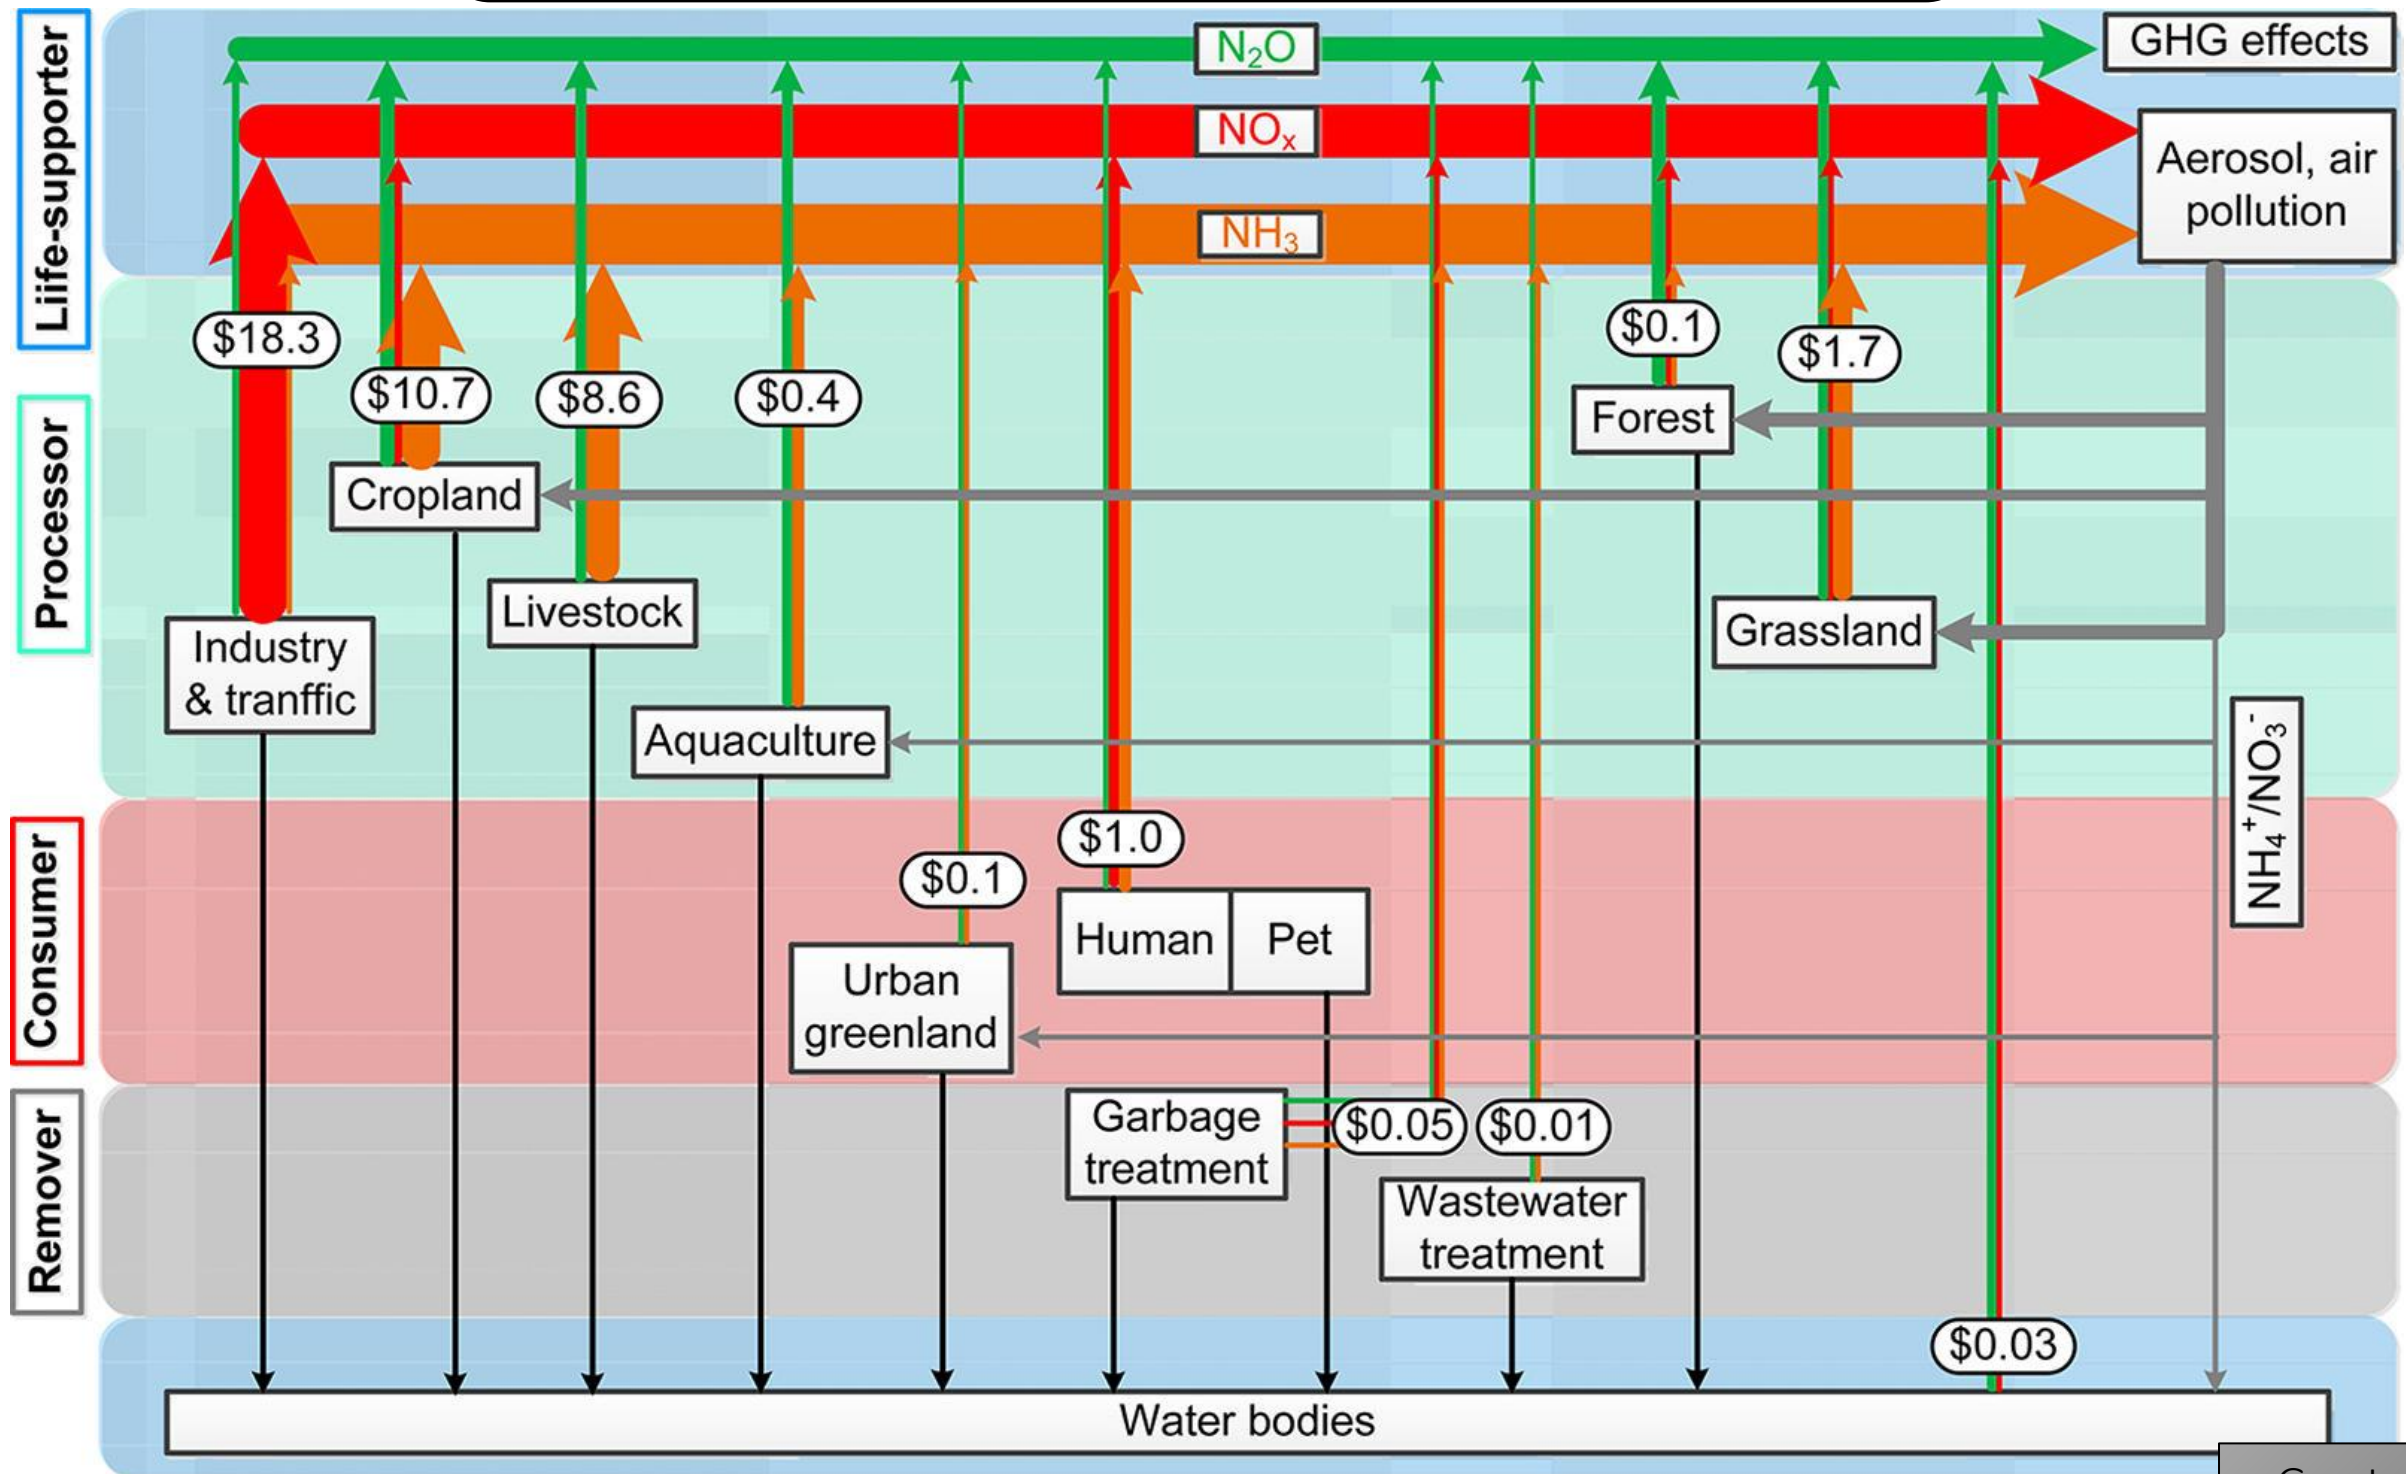 Liife-supporter
N₂O
GHG effects
NOₓ
Aerosol, air
pollution
NH₃
Processor
$18.3
$10.7
$8.6
$0.4
$0.1
$1.7
Forest
Cropland
Livestock
Grassland
Industry
& tranffic
Aquaculture
NH₄⁺/NO₃⁻
Consumer
$1.0
$0.1
Human
Pet
Urban
greenland
Remover
Garbage
treatment
$0.05
$0.01
Wastewater
treatment
$0.03
Water bodies